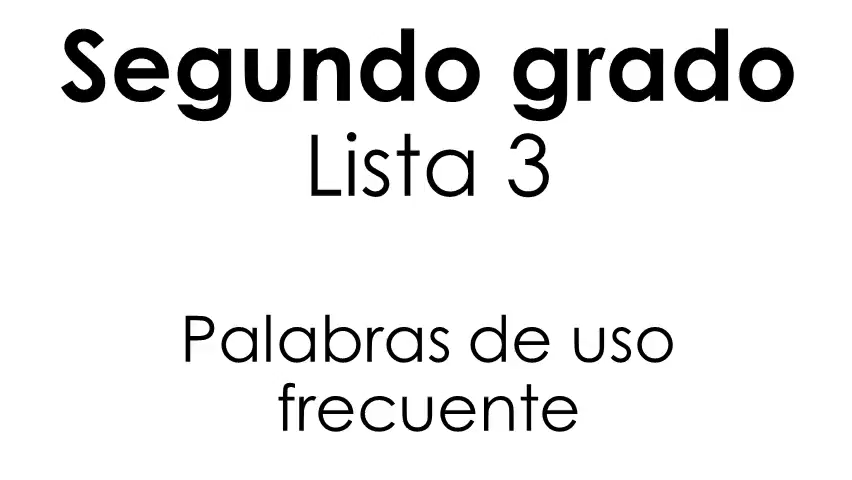 Segundo grado
Lista 3
Palabras de uso
frecuente